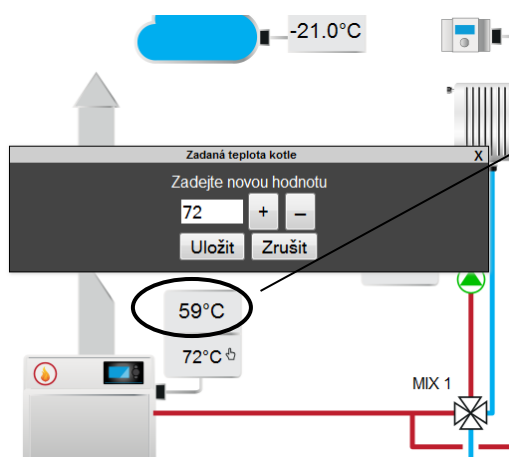 -21.0°C
Zadaná teplota kotle X
Zadejte novou hodnotu
72 + –
Uložit Zrušit
59°C
72°C
MIX 1